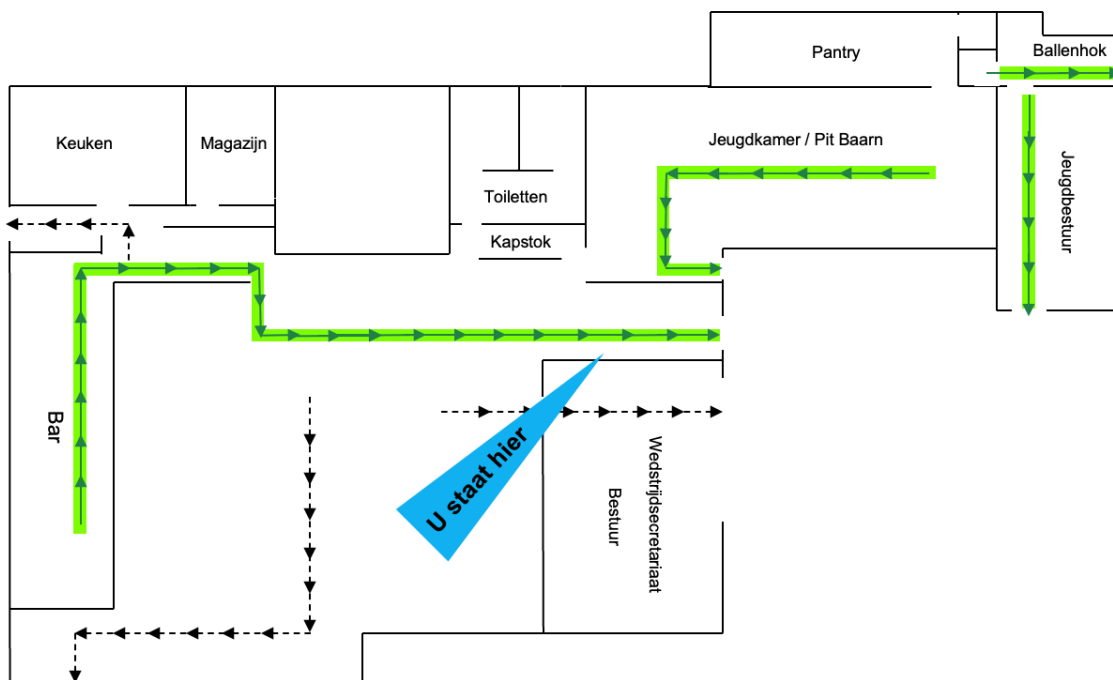 Pantry
Ballenhok
Keuken
Magazijn
Jeugdkamer / Pit Baarn
Jeugdbestuur
Toiletten
Kapstok
Bar
U staat hier
Wedstrijdsecretariaat
Bestuur